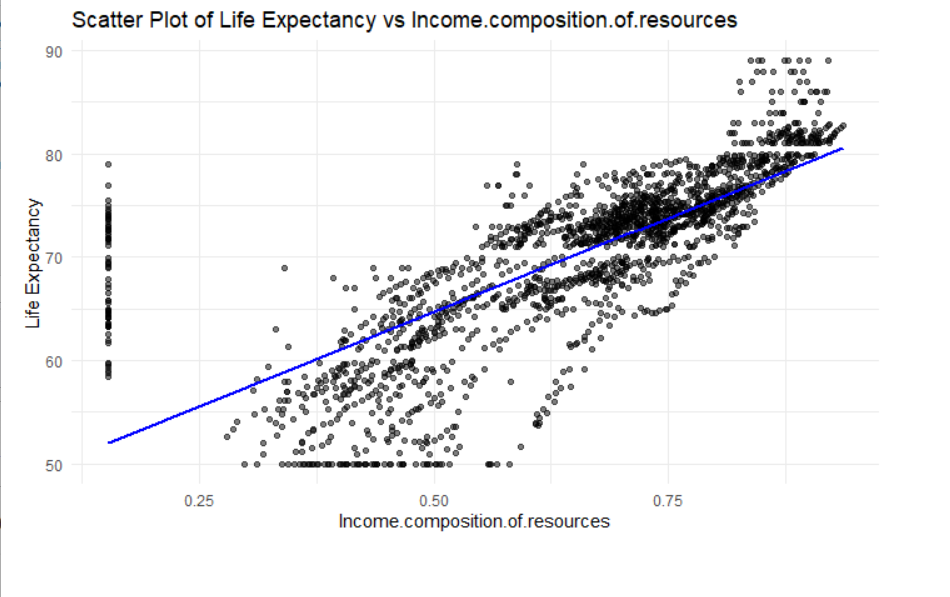 Scatter Plot of Life Expectancy vs Income.composition.of.resources
90
80
70
60
50
Life Expectancy
0.25 0.50 0.75
Income.composition.of.resources